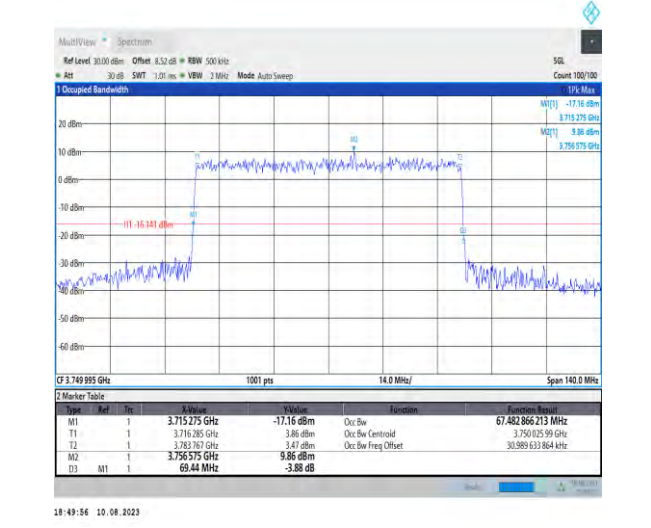 MultiView Spectrum
Ref Level 30.00 dBm Offset 8.52 dB RBW 500 kHz SGL
Att 30 dB SWT 1.01 ms VBW 2 MHz Mode Auto Sweep Count 100/100
1 Occupied Bandwidth 1Pk Max
M1[1] -17.16 dBm
3.715 275 GHz
20 dBm
M2[1] 9.86 dBm
3.756 575 GHz
M2
10 dBm
T1
0 dBm
-10 dBm
M1
H1 -16.141 dBm
-20 dBm
D3
-30 dBm
-40 dBm
-50 dBm
-60 dBm
CF 3.749 995 GHz 1001 pts 14.0 MHz/ Span 140.0 MHz
2 Marker Table
Type Ref Trc X-Value Y-Value Function Function Result
M1 1 3.715 275 GHz -17.16 dBm Occ Bw 67.482 866 213 MHz
T1 1 3.716 285 GHz 3.86 dBm Occ Bw Centroid 3.750 025 99 GHz
T2 1 3.783 767 GHz 3.47 dBm Occ Bw Freq Offset 30.989 633 864 kHz
M2 1 3.756 575 GHz 9.86 dBm
D3 M1 1 69.44 MHz -3.88 dB
18:49:56 10.08.2023